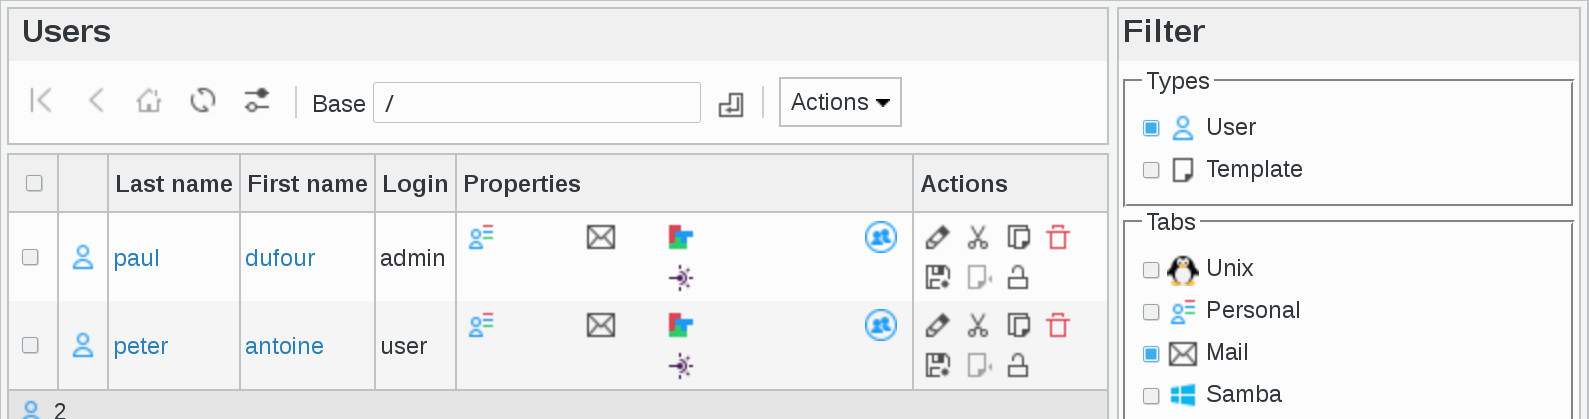 Users
Base / Actions
Last name First name Login Properties Actions
paul dufour admin
peter antoine user
2
Filter
Types
User
Template
Tabs
Unix
Personal
Mail
Samba